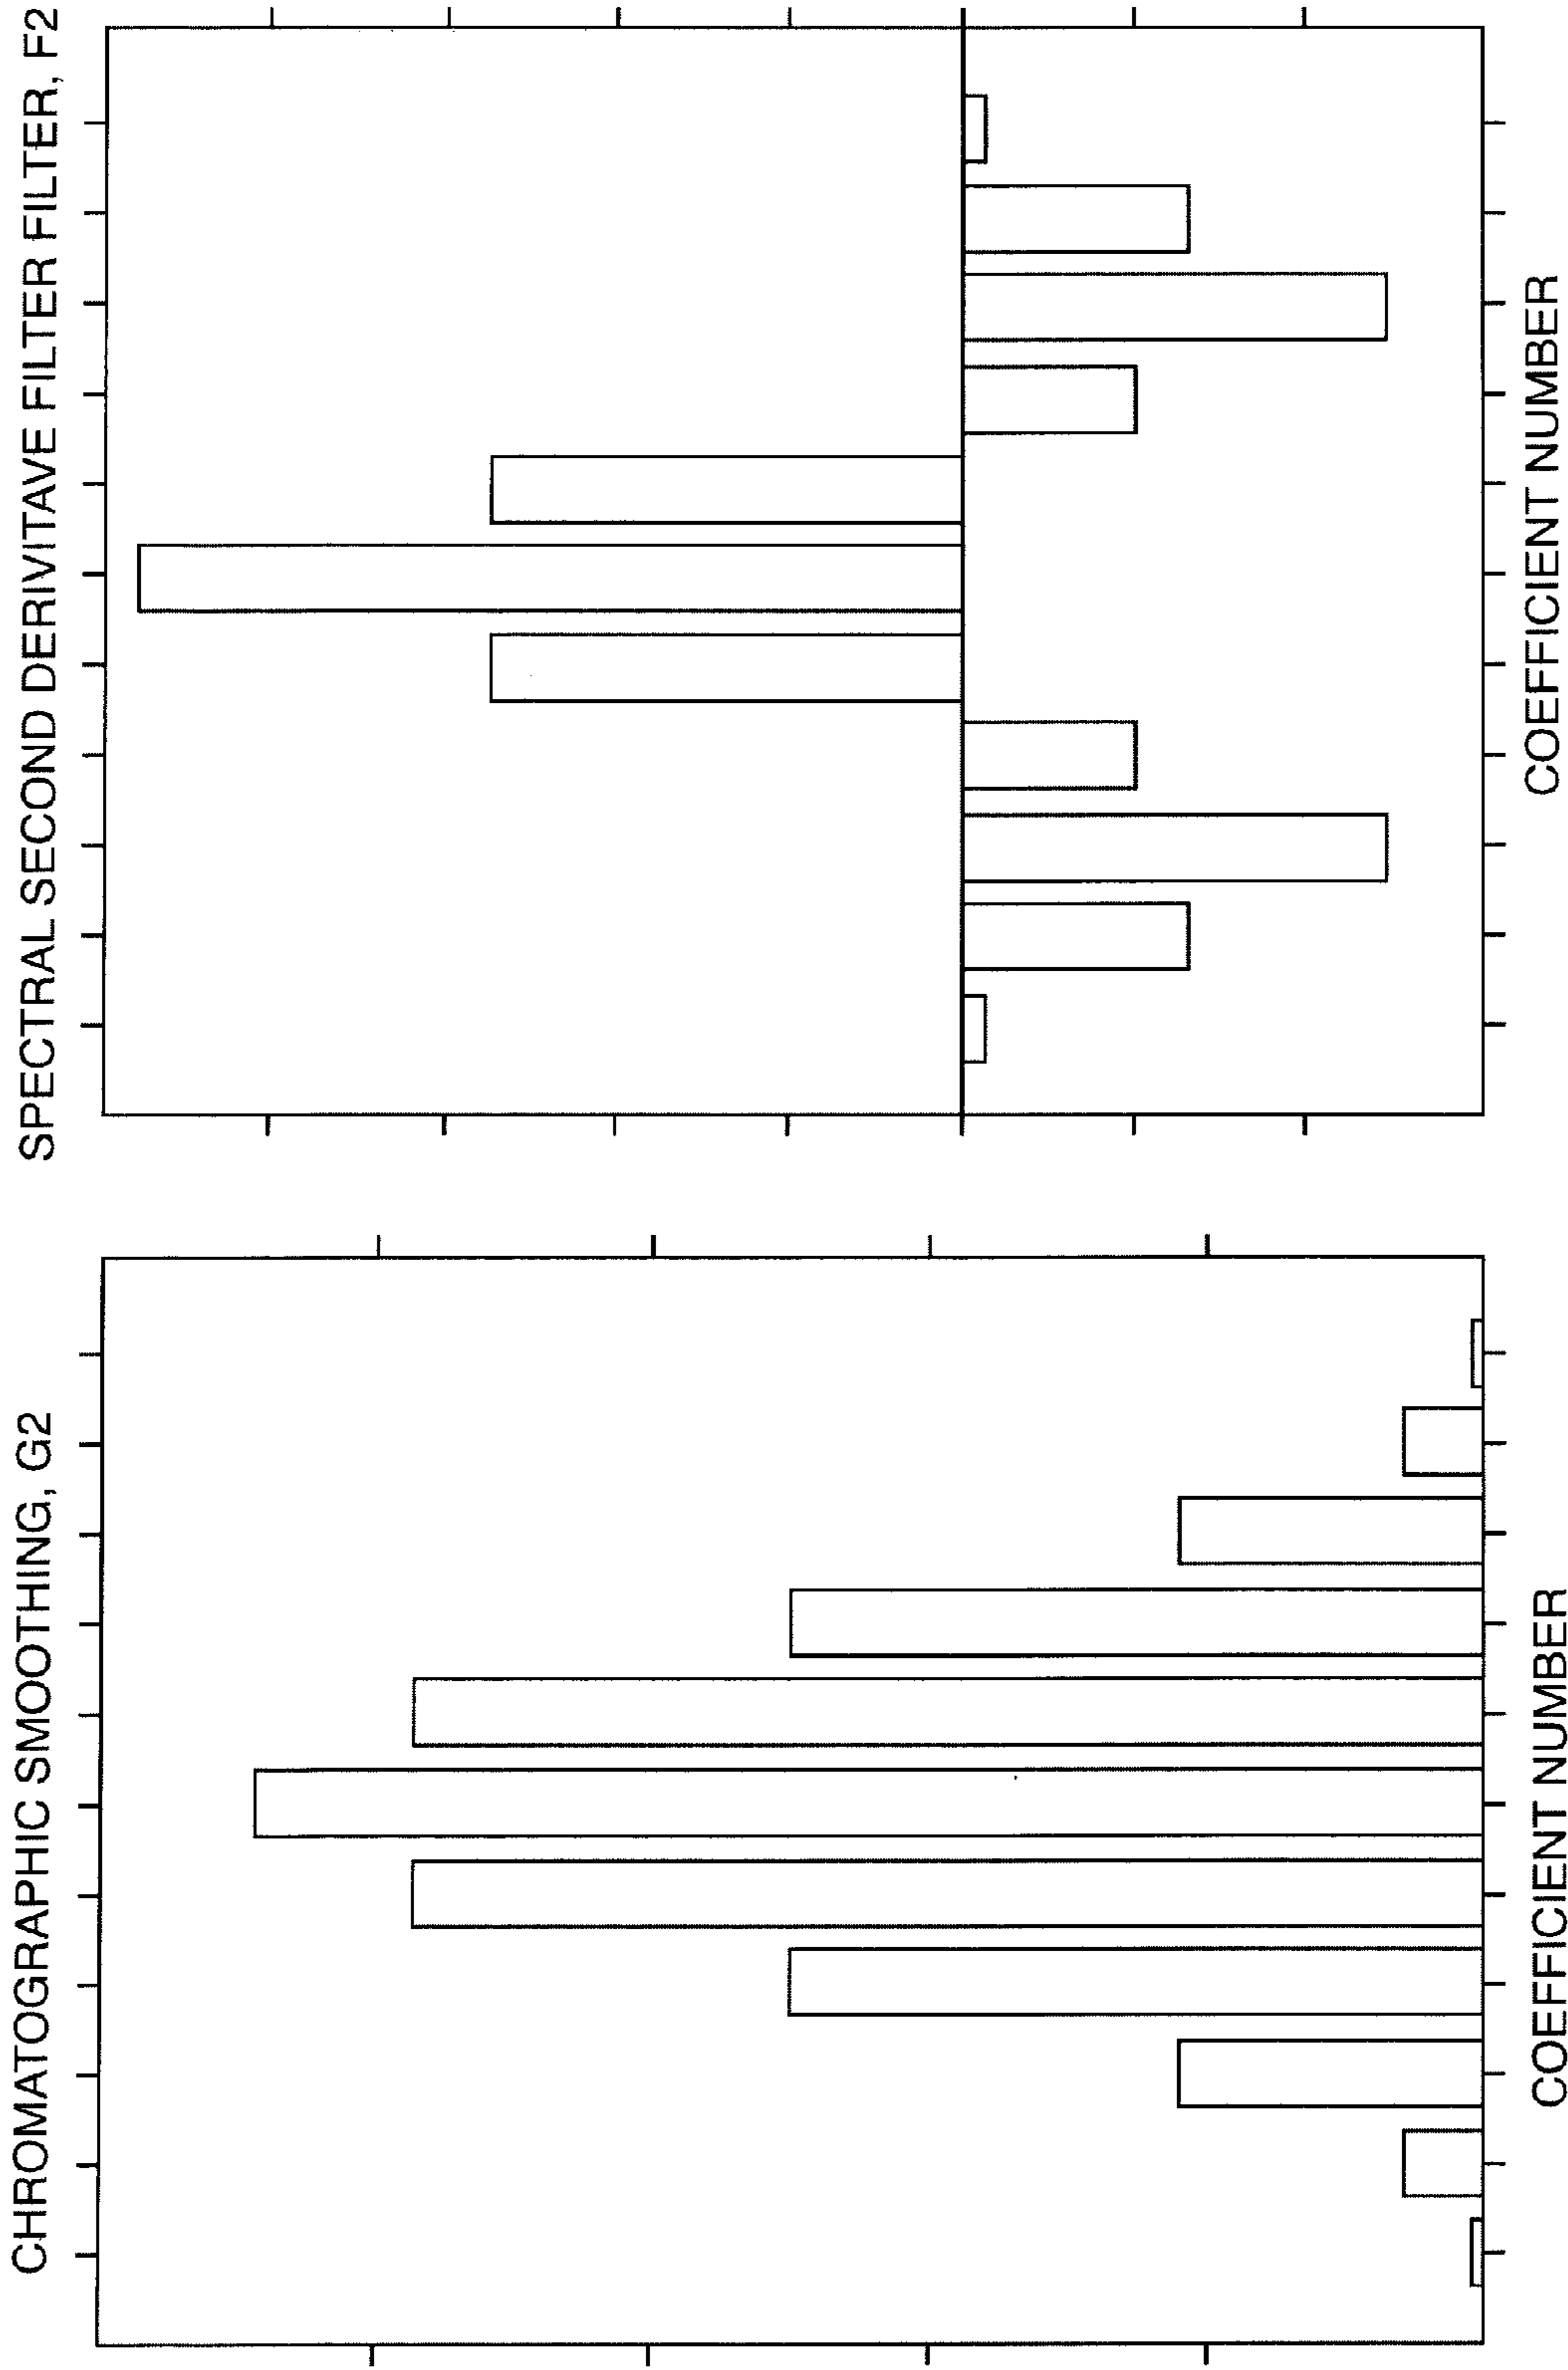 CHROMATOGRAPHIC SMOOTHING, G2
COEFFICIENT NUMBER
SPECTRAL SECOND DERIVITAVE FILTER FILTER, F2
COEFFICIENT NUMBER